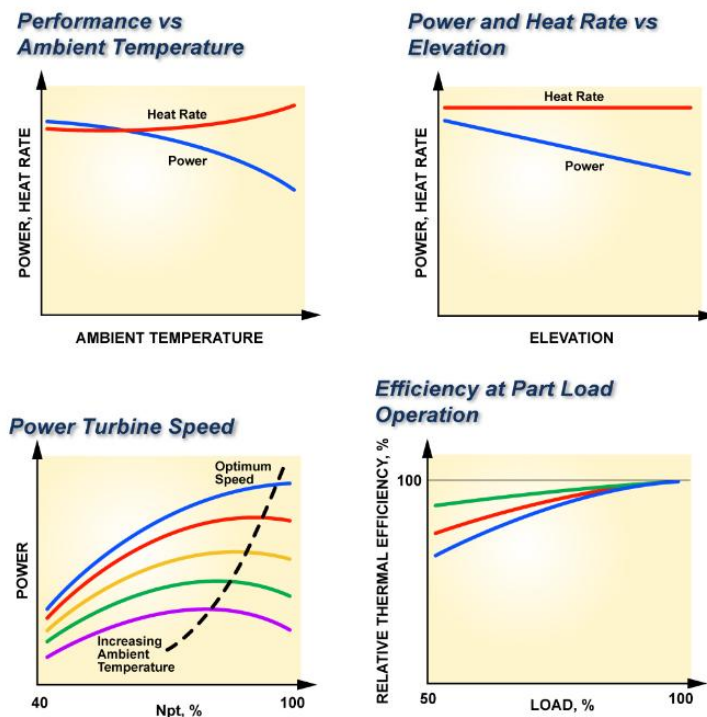 Performance vs
Ambient Temperature
POWER, HEAT RATE
Heat Rate
Power
AMBIENT TEMPERATURE
Power and Heat Rate vs
Elevation
POWER, HEAT RATE
Heat Rate
Power
ELEVATION
Power Turbine Speed
POWER
Optimum
Speed
Increasing
Ambient
Temperature
40
100
Npt, %
Efficiency at Part Load
Operation
RELATIVE THERMAL EFFICIENCY, %
100
50
100
LOAD, %